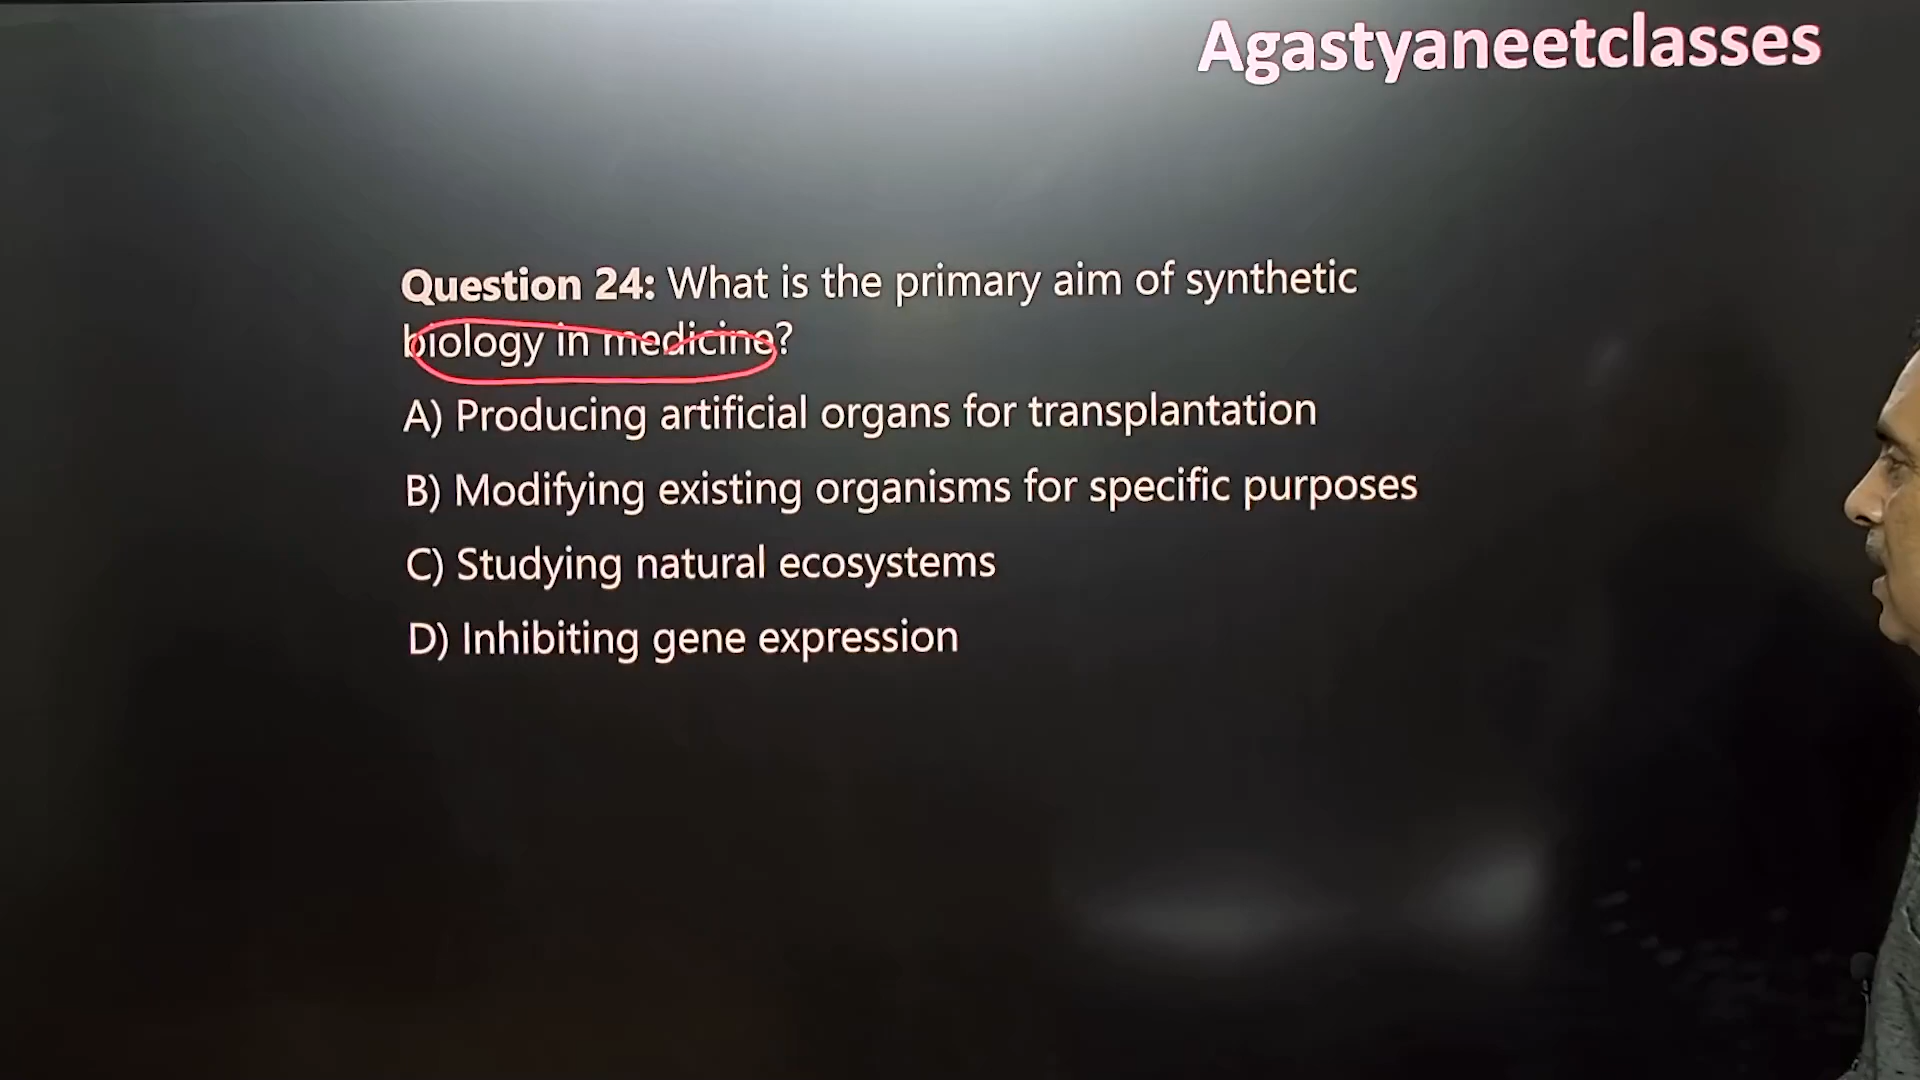 Agastyaneetclasses
Question 24: What is the primary aim of synthetic
biology in medicine?
A) Producing artificial organs for transplantation
B) Modifying existing organisms for specific purposes
C) Studying natural ecosystems
D) Inhibiting gene expression